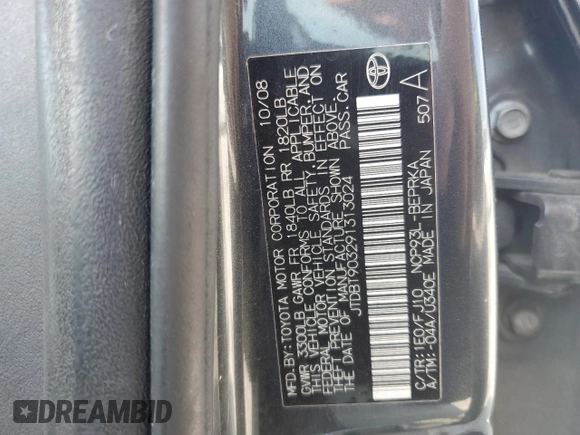 MFD.BY:TOYOTA MOTOR CORPORATION 10/08
GVWR 3300LB GAWR FR 1840LB RR 1820LB
THIS VEHICLE CONFORMS TO ALL APPLICABLE
FEDERAL MOTOR VEHICLE SAFETY, BUMPER, AND
THEFT PREVENTION STANDARDS IN EFFECT ON
THE DATE OF MANUFACTURE SHOWN ABOVE.
JTDBT903291313024 PASS.CAR
C/TR:1E0/FJ10 NCP93L-BEPRKA
A/TM:-04A/U340E MADE IN JAPAN 507 A
DREAMBID